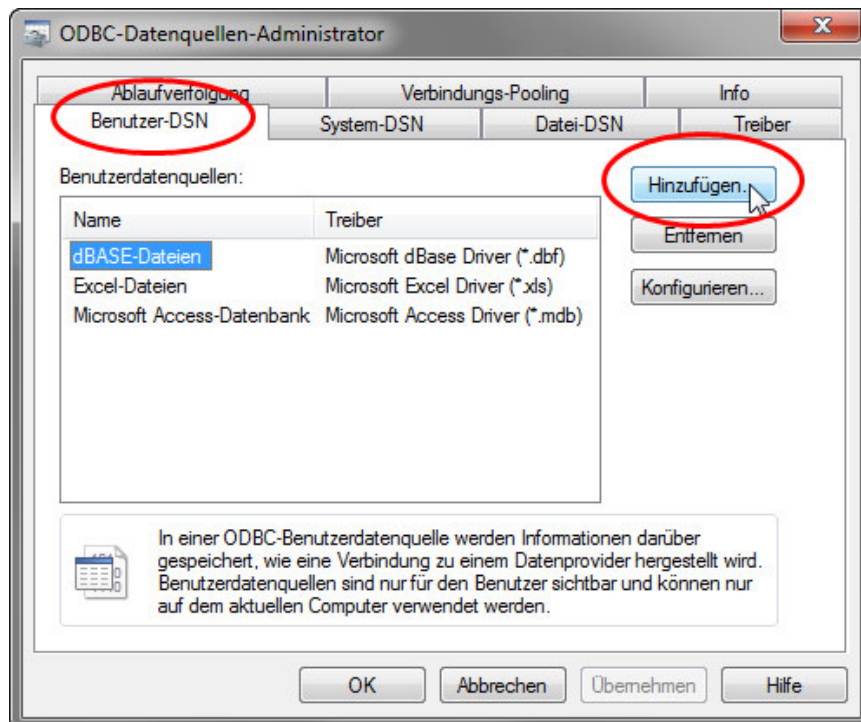 ODBC-Datenquellen-Administrator
Ablaufverfolgung Verbindungs-Pooling Info
Benutzer-DSN System-DSN Datei-DSN Treiber
Benutzerdatenquellen:
Hinzufügen...
Name Treiber
Entfernen
dBASE-Dateien Microsoft dBase Driver (*.dbf)
Excel-Dateien Microsoft Excel Driver (*.xls)
Konfigurieren...
Microsoft Access-Datenbank Microsoft Access Driver (*.mdb)
In einer ODBC-Benutzerdatenquelle werden Informationen darüber
gespeichert, wie eine Verbindung zu einem Datenprovider hergestellt wird.
Benutzerdatenquellen sind nur für den Benutzer sichtbar und können nur
auf dem aktuellen Computer verwendet werden.
OK Abbrechen Übernehmen Hilfe